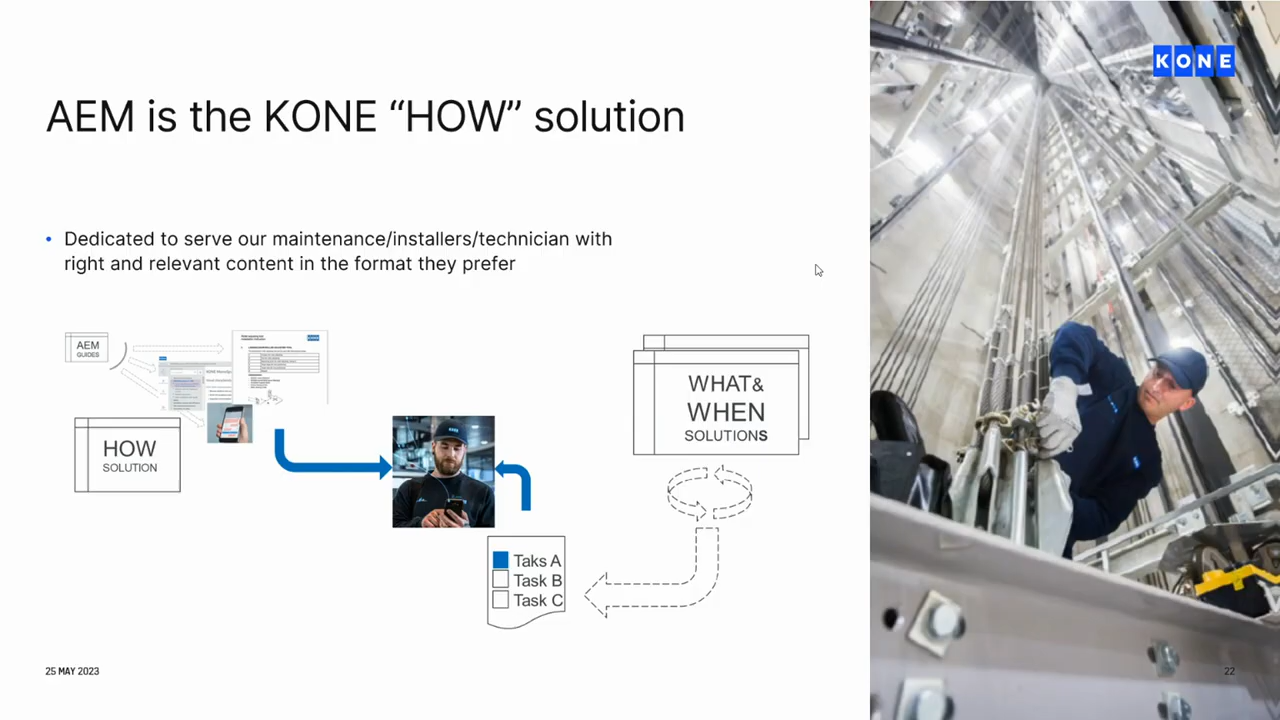 KONE
AEM is the KONE “HOW” solution
• Dedicated to serve our maintenance/installers/technician with
right and relevant content in the format they prefer
AEM
GUIDES
KONE
HOW
SOLUTION
WHAT&
WHEN
SOLUTIONS
Taks A
Task B
Task C
25 MAY 2023
22